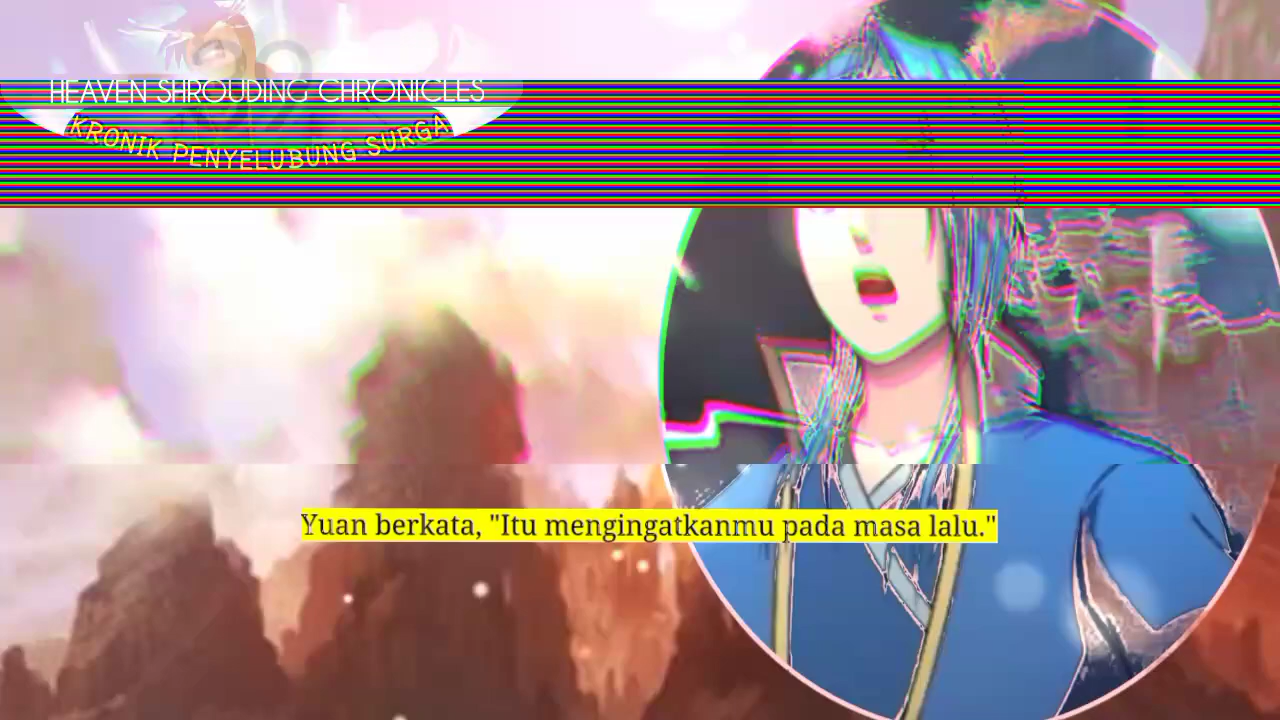 HEAVEN SHROUDING CHRONICLES
KRONIK PENYELUBUNG SURGA
Yuan berkata, "Itu mengingatkanmu pada masa lalu."